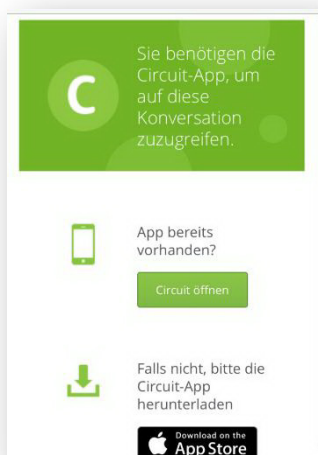 C
Sie benötigen die
Circuit-App, um
auf diese
Konversation
zuzugreifen.
App bereits
vorhanden?
Circuit öffnen
Falls nicht, bitte die
Circuit-App
herunterladen
Download on the
App Store